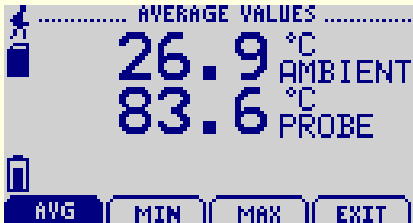 AVERAGE VALUES
26.9 °C AMBIENT
83.6 °C PROBE
AVG MIN MAX EXIT